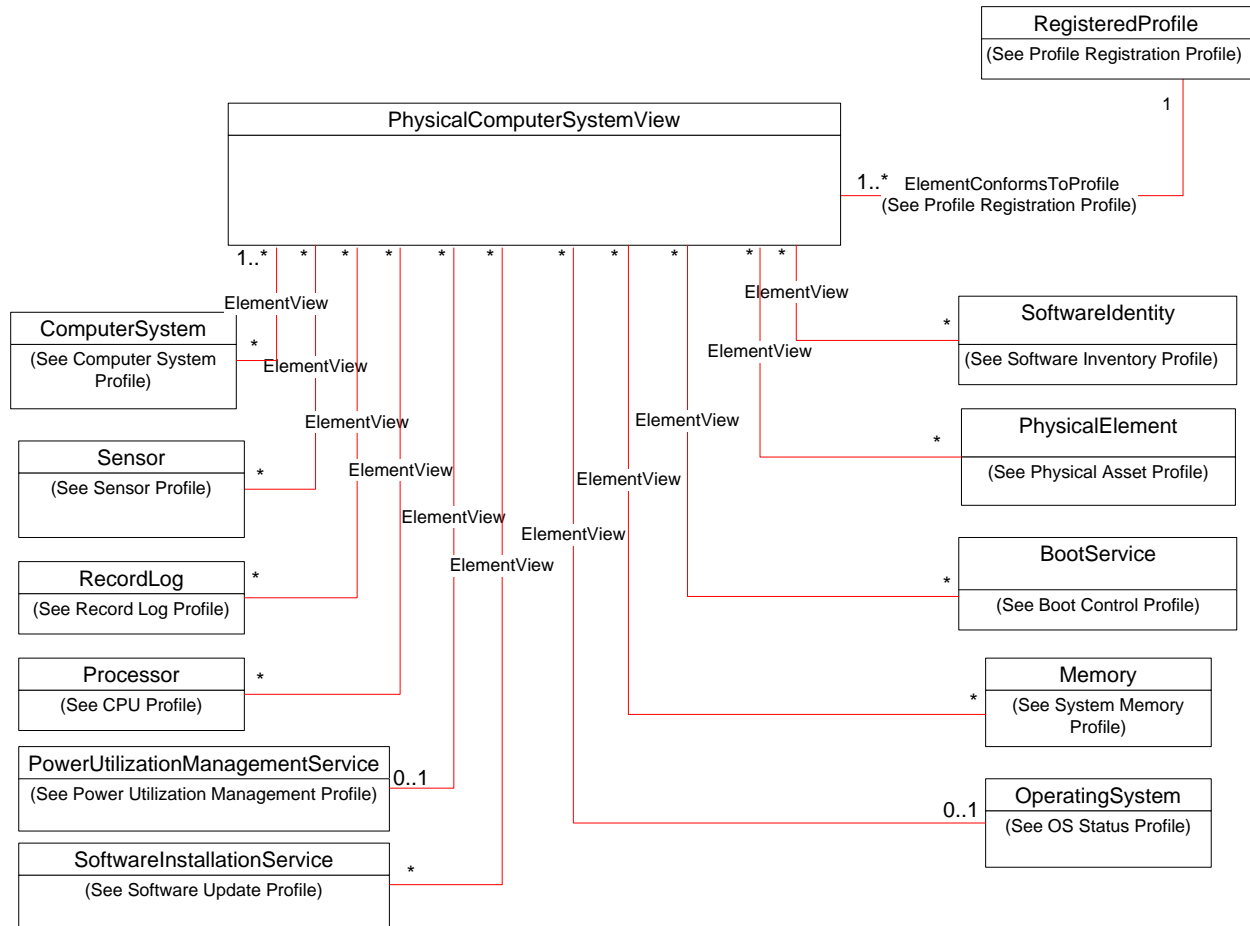 RegisteredProfile
(See Profile Registration Profile)
1
PhysicalComputerSystemView
1..*
ElementConformsToProfile
(See Profile Registration Profile)
1..*
*
*
*
*
*
*
*
*
*
*
ElementView
ElementView
ComputerSystem
(See Computer System
Profile)
*
ElementView
ElementView
SoftwareIdentity
(See Software Inventory Profile)
*
ElementView
ElementView
PhysicalElement
(See Physical Asset Profile)
*
Sensor
(See Sensor Profile)
*
ElementView
ElementView
ElementView
ElementView
ElementView
BootService
(See Boot Control Profile)
*
RecordLog
(See Record Log Profile)
*
Processor
(See CPU Profile)
*
Memory
(See System Memory
Profile)
*
PowerUtilizationManagementService
(See Power Utilization Management Profile)
0..1
OperatingSystem
(See OS Status Profile)
0..1
SoftwareInstallationService
(See Software Update Profile)
*